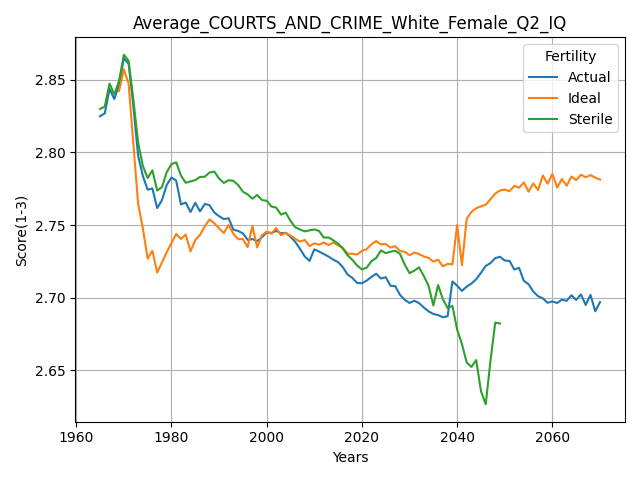 Average_COURTS_AND_CRIME_White_Female_Q2_IQ
Fertility
Actual
Ideal
Sterile
Score(1-3)
2.85
2.80
2.75
2.70
2.65
1960 1980 2000 2020 2040 2060
Years